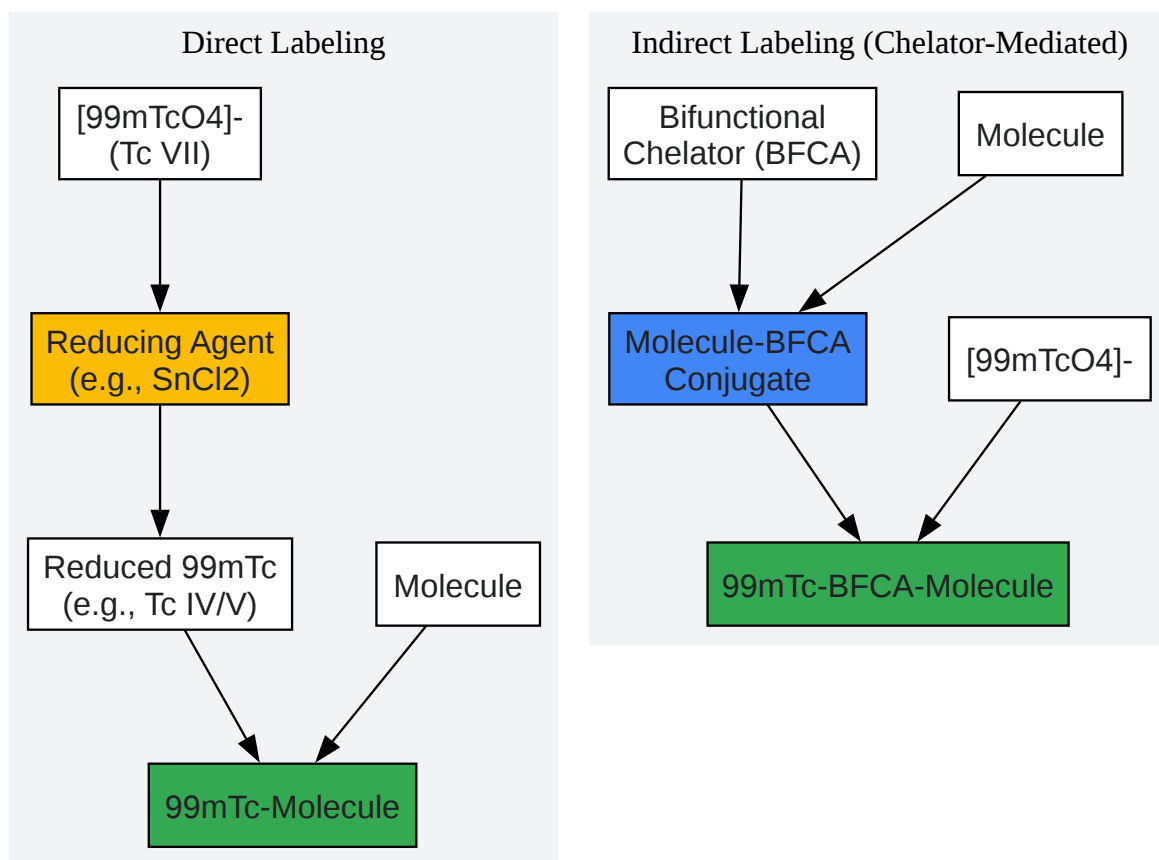 Direct Labeling
[99mTcO4]-
(Tc VII)
Reducing Agent
(e.g., SnCl2)
Reduced 99mTc
(e.g., Tc IV/V)
Molecule
99mTc-Molecule
Indirect Labeling (Chelator-Mediated)
Bifunctional
Chelator (BFCA)
Molecule
Molecule-BFCA
Conjugate
[99mTcO4]-
99mTc-BFCA-Molecule